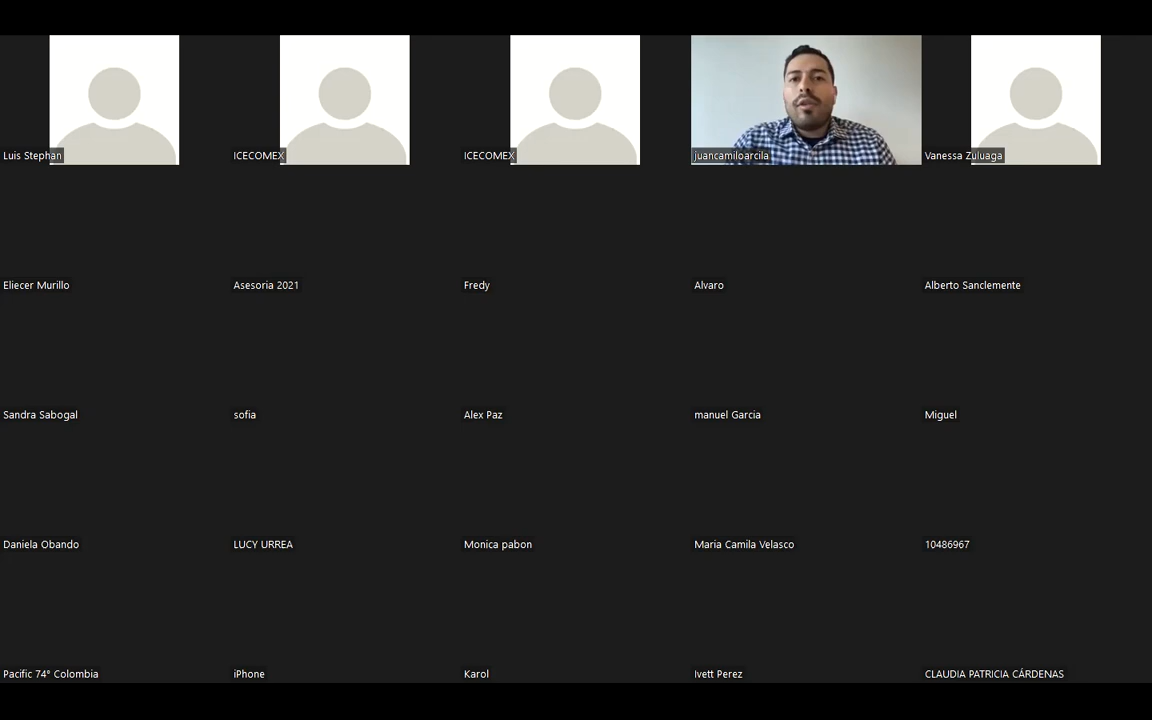 Luis Stephan
ICECOMEX
ICECOMEX
juancamiloarcila
Vanessa Zuluaga
Eliecer Murillo
Asesoria 2021
Fredy
Alvaro
Alberto Sanclemente
Sandra Sabogal
sofia
Alex Paz
manuel Garcia
Miguel
Daniela Obando
LUCY URREA
Monica pabon
Maria Camila Velasco
10486967
Pacific 74° Colombia
iPhone
Karol
Ivett Perez
CLAUDIA PATRICIA CÁRDENAS